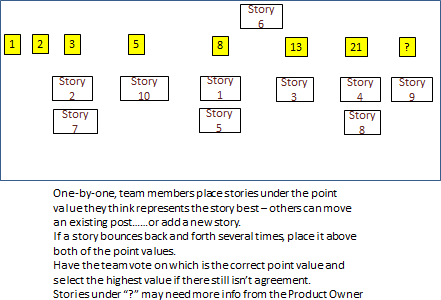 Story
6
1 2 3 5 8 13 21 ?
Story Story Story Story Story Story
2 10 1 3 4 9
Story Story Story
7 5 8
One-by-one, team members place stories under the point
value they think represents the story best – others can move
an existing post……or add a new story.
If a story bounces back and forth several times, place it above
both of the point values.
Have the team vote on which is the correct point value and
select the highest value if there still isn't agreement.
Stories under "?" may need more info from the Product Owner